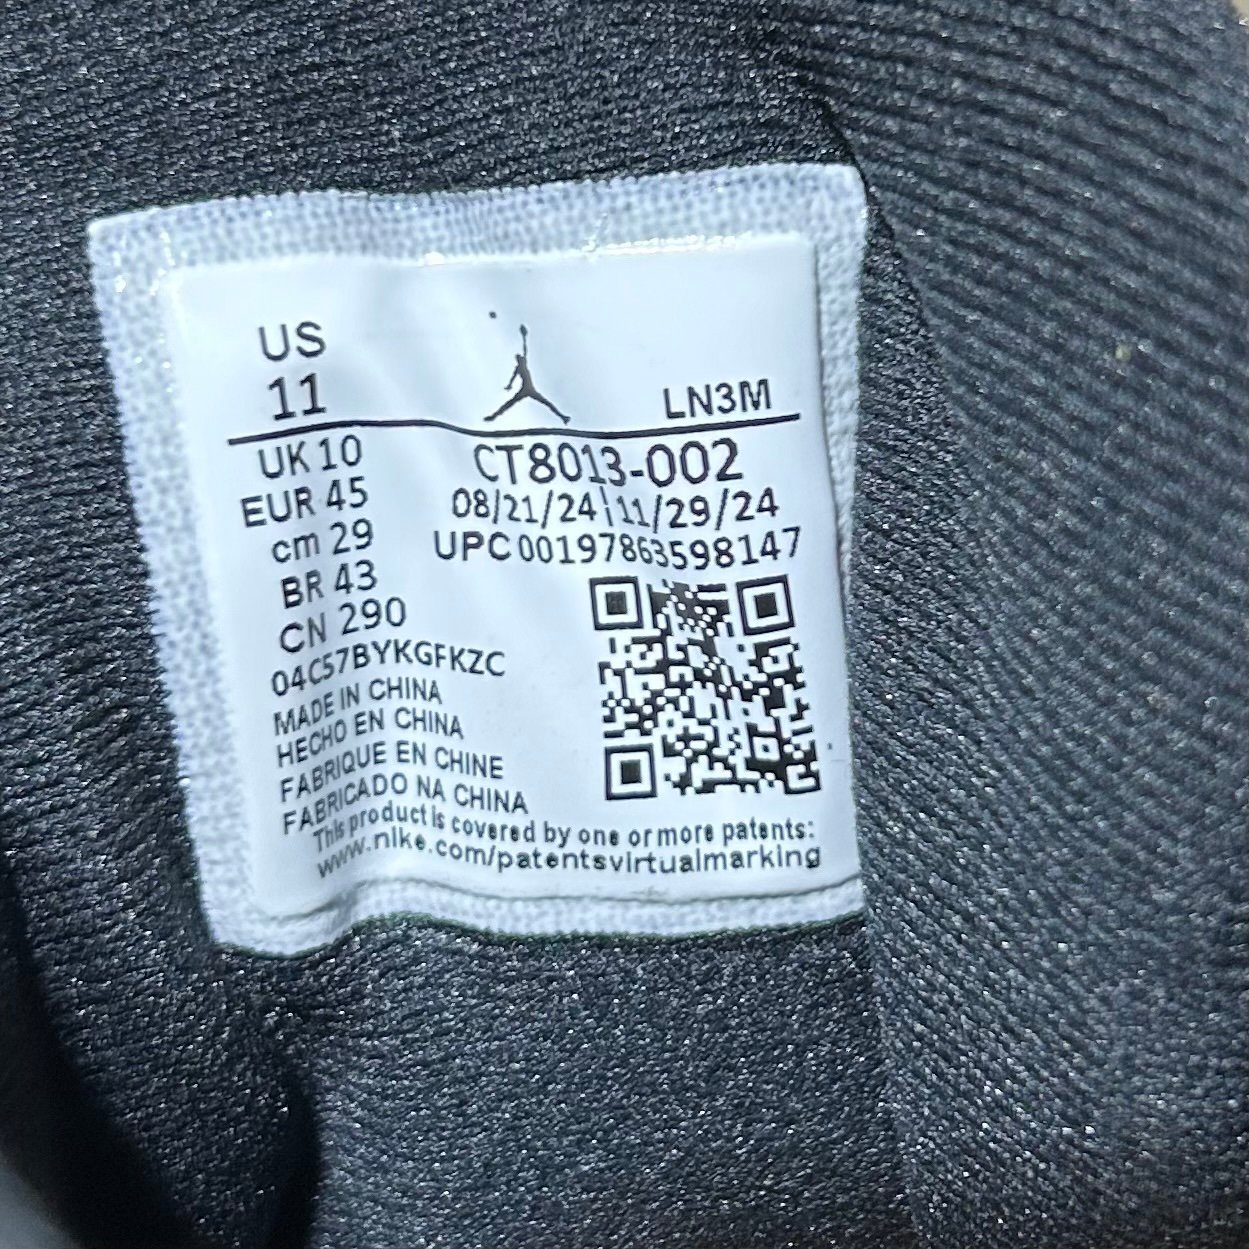 US
11
LN3M
UK 10
EUR 45
cm 29
BR 43
CN 290
CT8013-002
08/21/24 11/29/24
UPC 00197863598147
04C57BYKGFKZC
MADE IN CHINA
HECHO EN CHINA
FABRIQUE EN CHINE
FABRICADO NA CHINA
This product is covered by one or more patents:
www.nike.com/patentsvirtualmarking